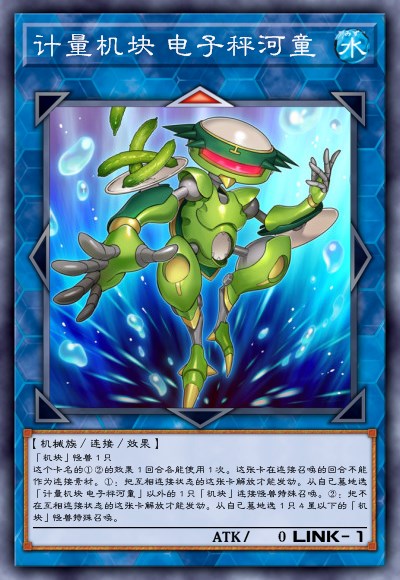 计量机块 电子秤河童
水
【机械族／连接／效果】
「机块」怪兽1只
这个卡名的①②的效果1回合各能使用1次。这张卡在连接召唤的回合不能
作为连接素材。①：把互相连接状态的这张卡解放才能发动。从自己墓地选
「计量机块 电子秤河童」以外的1只「机块」连接怪兽特殊召唤。②：把不
在互相连接状态的这张卡解放才能发动。从自己墓地选1只4星以下的「机
块」怪兽特殊召唤。
ATK/ 0 LINK-1